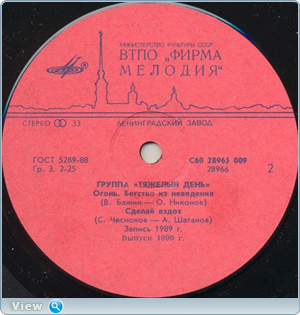 МИНИСТЕРСТВО КУЛЬТУРЫ СССР
ВТПО „ФИРМА
МЕЛОДИЯ"
СТЕРЕО 33
ЛЕНИНГРАДСКИЙ ЗАВОД
ГОСТ 5289-88
С60 28965 009
Гр. 3. 2-25
28966
2
ГРУППА «ТЯЖЕЛЫЙ ДЕНЬ»
Огонь. Бегство из неведения
(В. Бажин — О. Никонов)
Сделай вздох
(С. Чесноков — А. Шаганов)
Запись 1989 г.
Выпуск 1990 г.
View